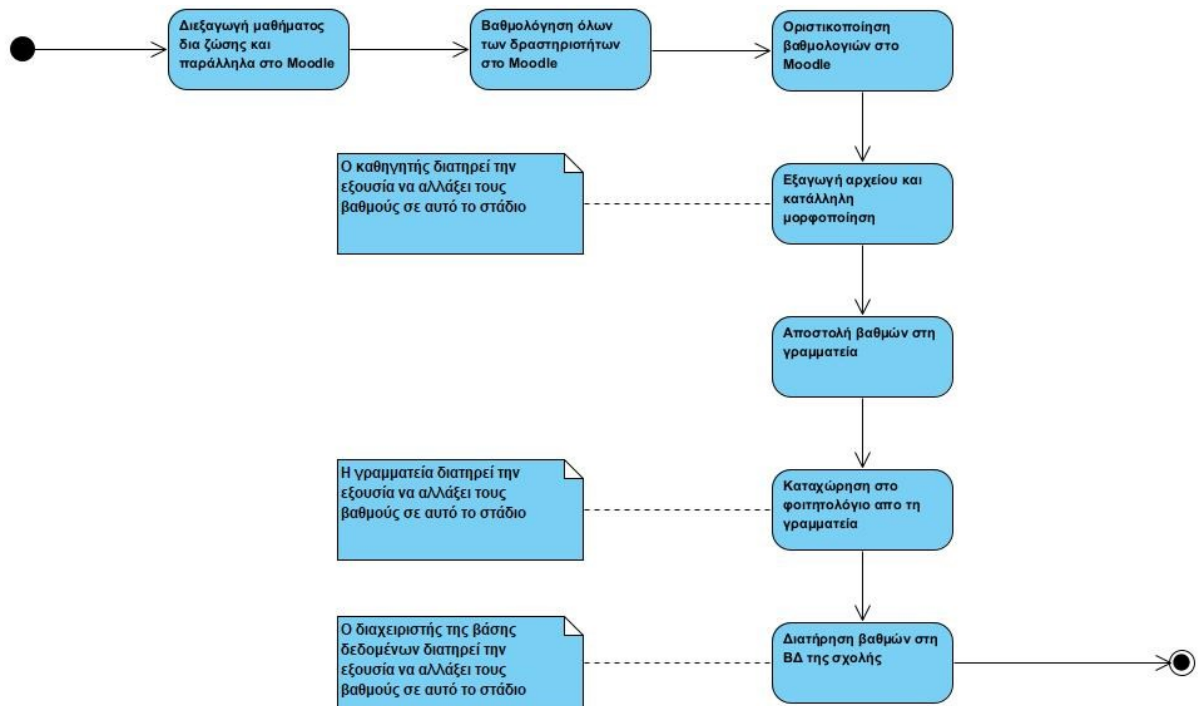 Διεξαγωγή μαθήματος
δια ζώσης και
παράλληλα στο Moodle
Βαθμολόγηση όλων
των δραστηριοτήτων
στο Moodle
Οριστικοποίηση
βαθμολογιών στο
Moodle
Ο καθηγητής διατηρεί την
εξουσία να αλλάξει τους
βαθμούς σε αυτό το στάδιο
Εξαγωγή αρχείου και
κατάλληλη
μορφοποίηση
Αποστολή βαθμών στη
γραμματεία
Η γραμματεία διατηρεί την
εξουσία να αλλάξει τους
βαθμούς σε αυτό το στάδιο
Καταχώρηση στο
φοιτητολόγιο απο τη
γραμματεία
Ο διαχειριστής της βάσης
δεδομένων διατηρεί την
εξουσία να αλλάξει τους
βαθμούς σε αυτό το στάδιο
Διατήρηση βαθμών στη
ΒΔ της σχολής